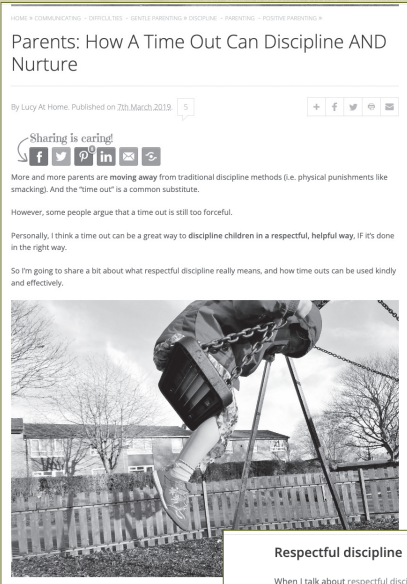 HOME » COMMUNICATING • DIFFICULTIES • GENTLE PARENTING » DISCIPLINE • PARENTING • POSITIVE PARENTING »
Parents: How A Time Out Can Discipline AND
Nurture
By Lucy At Home. Published on 7th March 2019. 5
Sharing is caring!
0
More and more parents are moving away from traditional discipline methods (i.e. physical punishments like
smacking). And the "time out" is a common substitute.
However, some people argue that a time out is still too forceful.
Personally, I think a time out can be a great way to discipline children in a respectful, helpful way, IF it's done
in the right way.
So I'm going to share a bit about what respectful discipline really means, and how time outs can be used kindly
and effectively.
Respectful discipline
When I talk about respectful disci